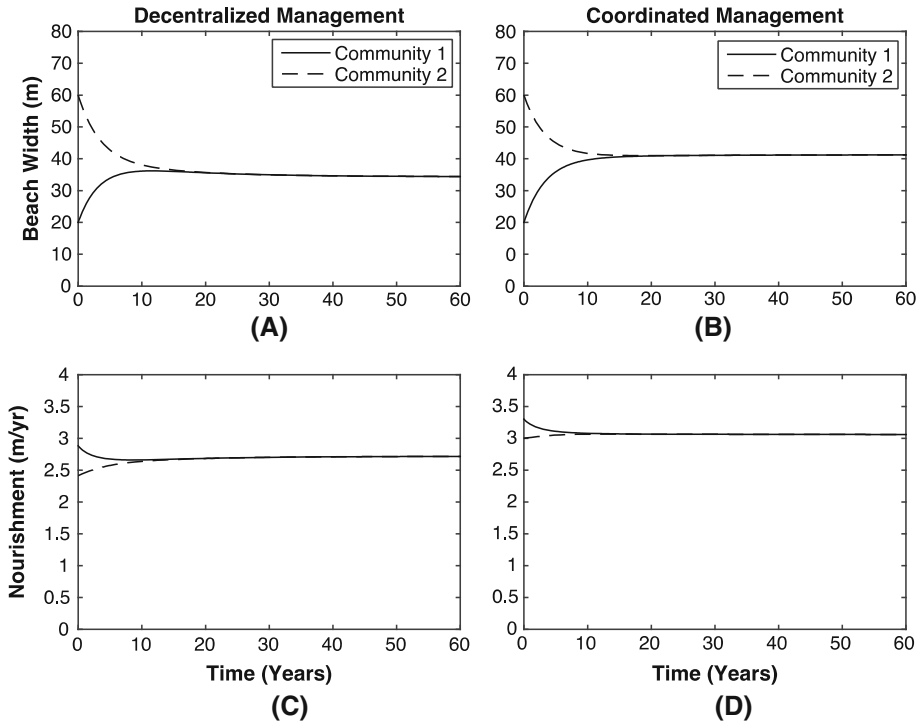 Decentralized Management
80
70
60
50
40
30
20
10
0
Beach Width (m)
Community 1
Community 2
0 10 20 30 40 50 60
(A)
Coordinated Management
80
70
60
50
40
30
20
0
0
Community 1
Community 2
0 10 20 30 40 50 60
(B)
4
3.5
3
2.5
2
1.5
1
0.5
0
Nourishment (m/yr)
0 10 20 30 40 50 60
Time (Years)
(C)
4
3.5
3
2.5
2
1.5
1
0.5
0
0 10 20 30 40 50 60
Time (Years)
(D)